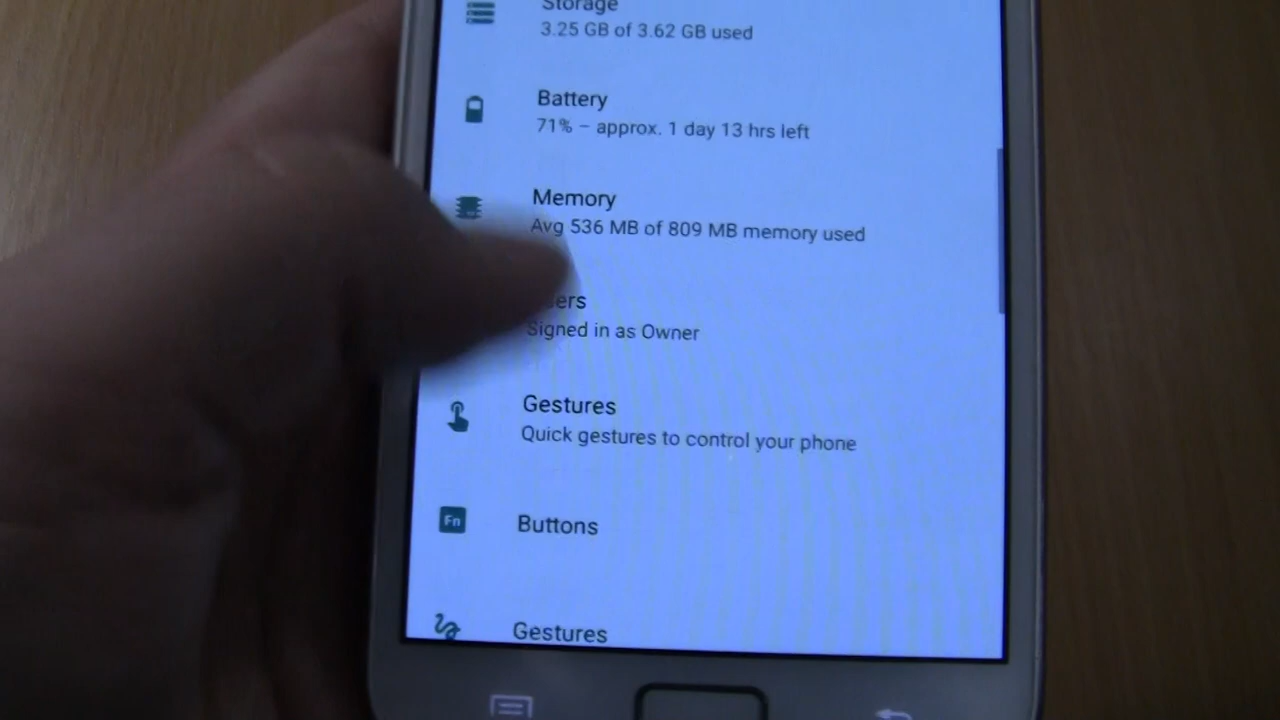 Storage
3.25 GB of 3.62 GB used
Battery
71% – approx. 1 day 13 hrs left
Memory
Avg 536 MB of 809 MB memory used
Signed in as Owner
Gestures
Quick gestures to control your phone
Fn
Buttons
Gestures